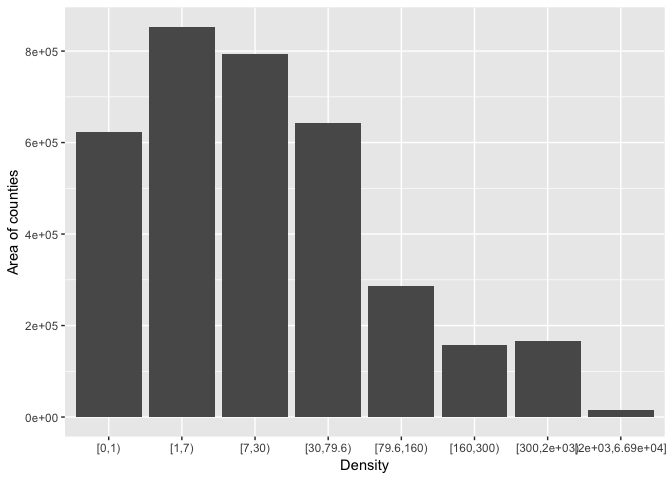 Area of counties
8e+05
6e+05
4e+05
2e+05
0e+00
[0,1) [1,7) [7,30) [30,79.6) [79.6,160) [160,300) [300,2e+03) [2e+03,6.69e+04]
Density